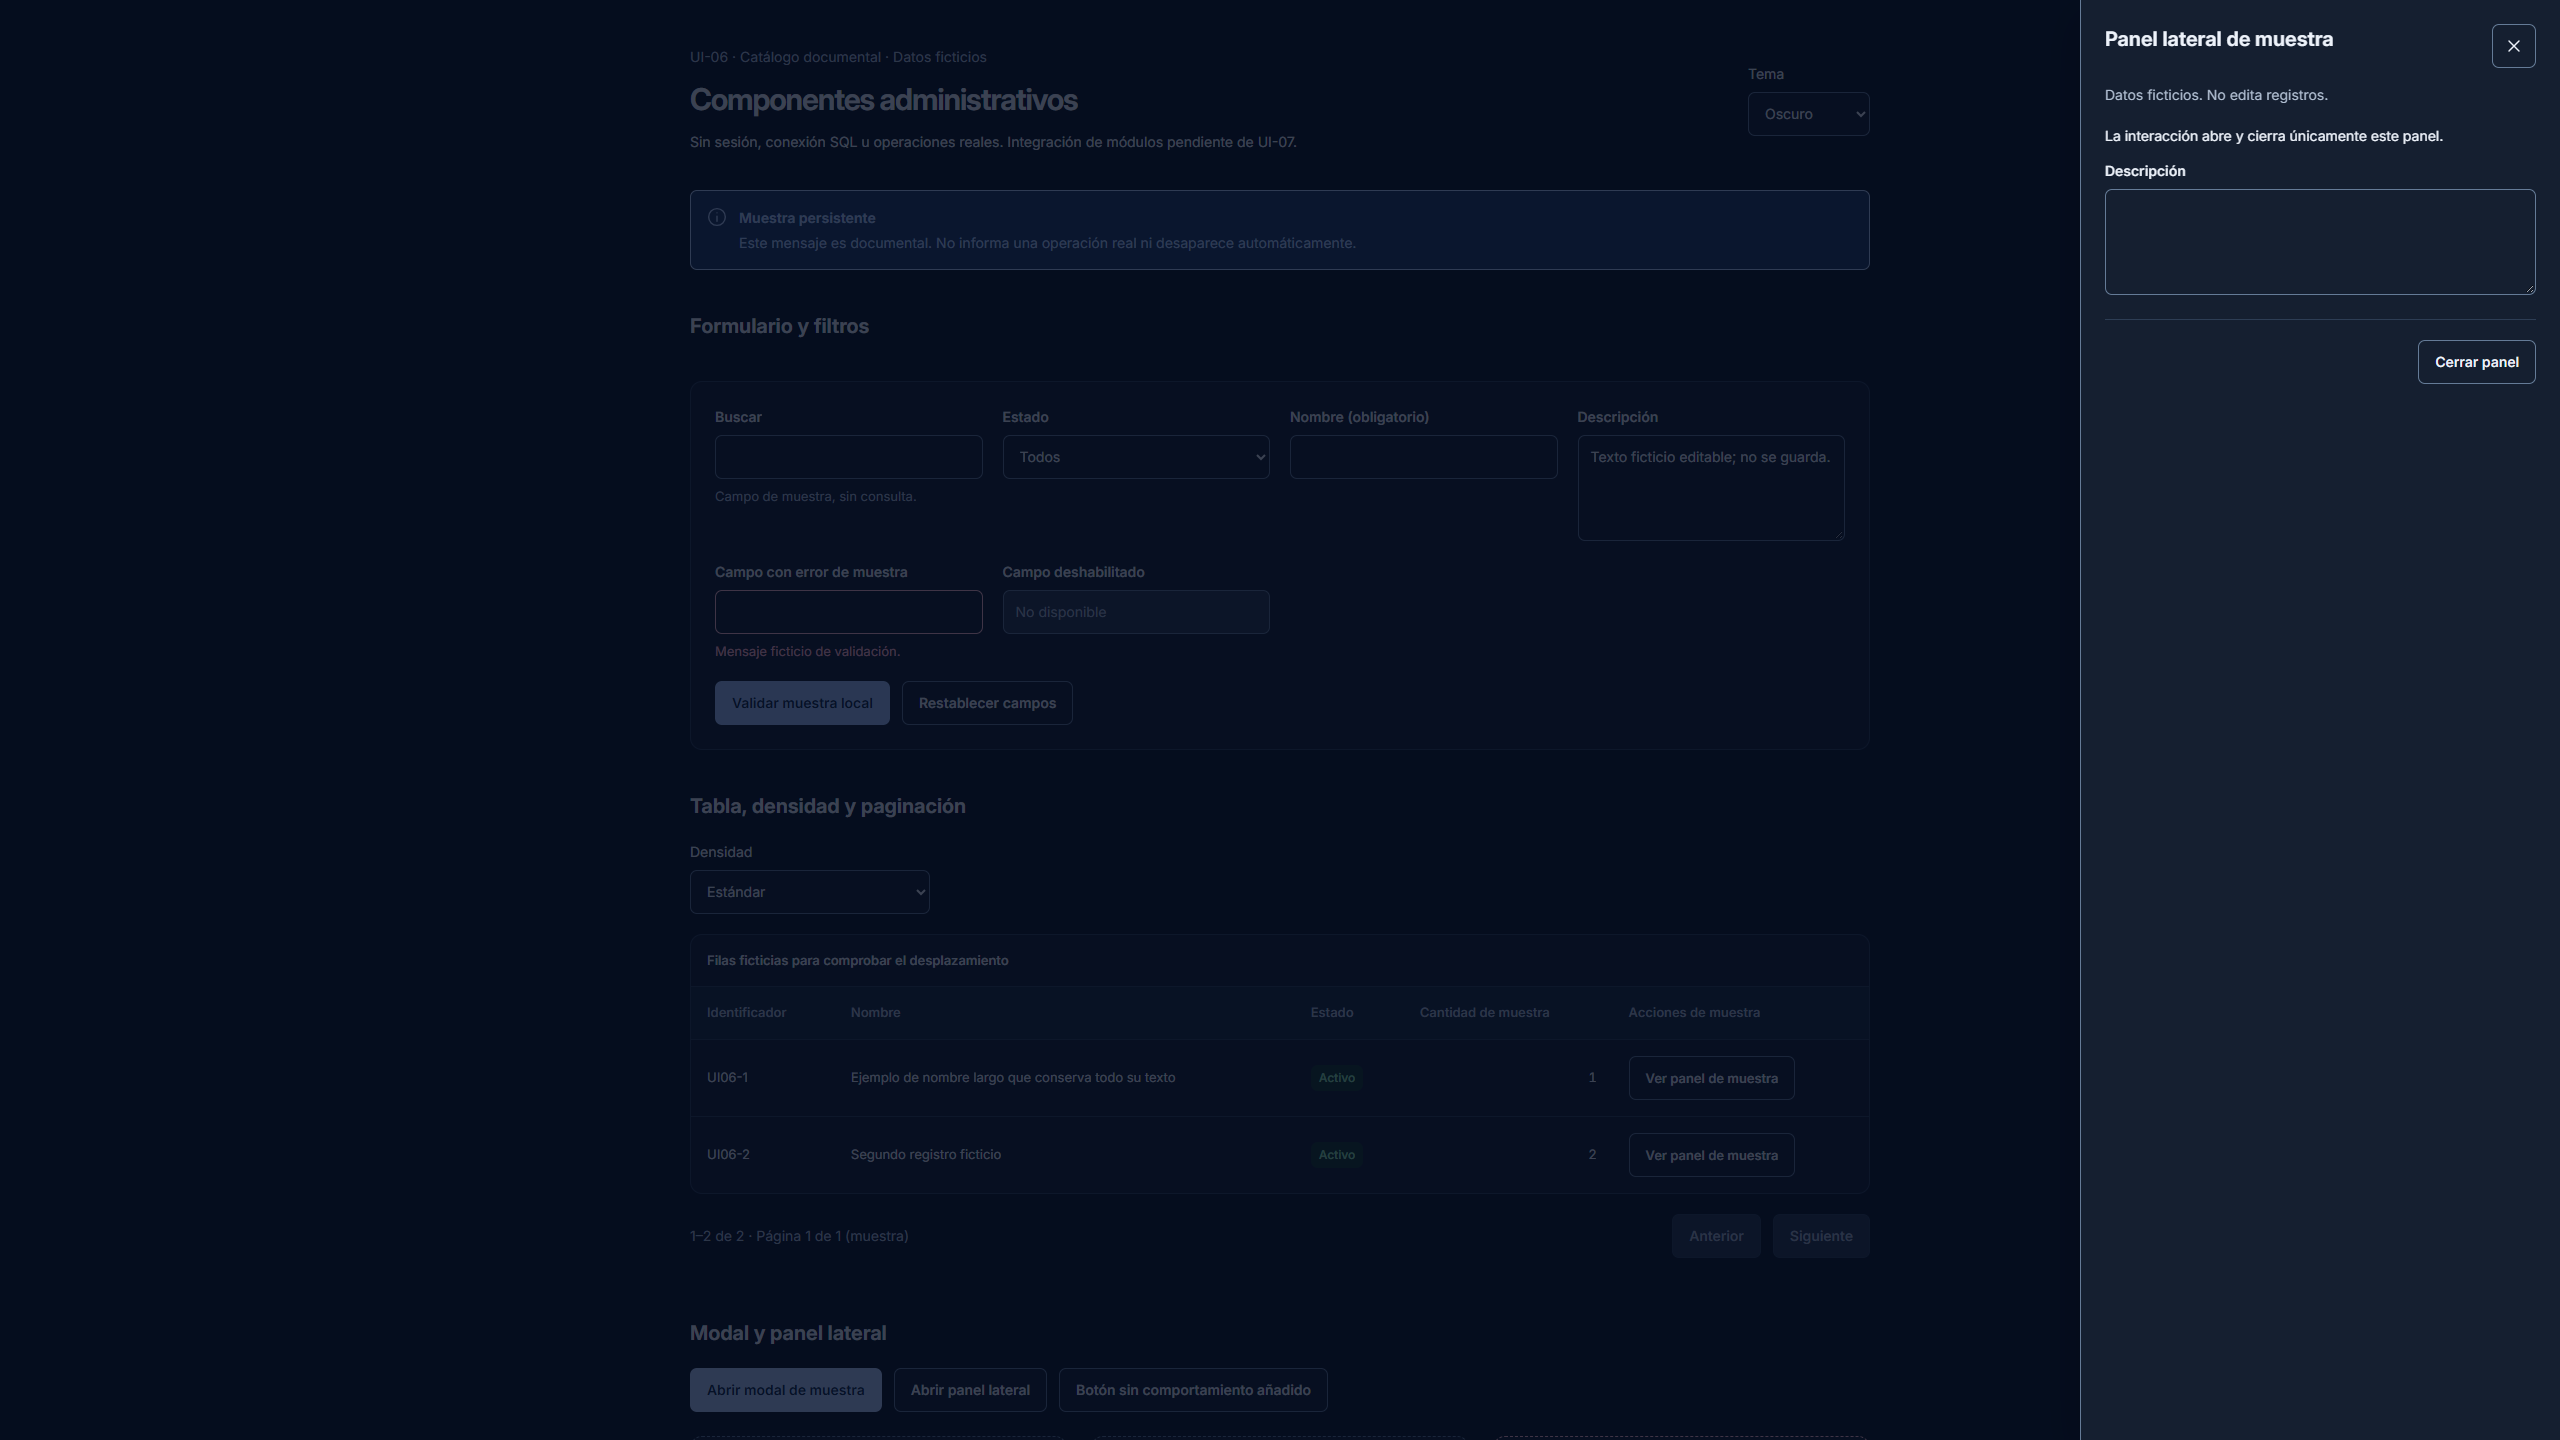 UI-06 · Catálogo documental · Datos ficticios
Componentes administrativos
Sin sesión, conexión SQL u operaciones reales. Integración de módulos pendiente de UI-07.
Tema
Oscuro
Muestra persistente
Este mensaje es documental. No informa una operación real ni desaparece automáticamente.
Formulario y filtros
Buscar
Campo de muestra, sin consulta.
Estado
Todos
Nombre (obligatorio)
Descripción
Texto ficticio editable; no se guarda.
Campo con error de muestra
Mensaje ficticio de validación.
Campo deshabilitado
No disponible
Validar muestra local
Restablecer campos
Tabla, densidad y paginación
Densidad
Estándar
Filas ficticias para comprobar el desplazamiento
Identificador Nombre Estado Cantidad de muestra Acciones de muestra
UI06-1 Ejemplo de nombre largo que conserva todo su texto Activo 1 Ver panel de muestra
UI06-2 Segundo registro ficticio Activo 2 Ver panel de muestra
1–2 de 2 · Página 1 de 1 (muestra)
Anterior
Siguiente
Modal y panel lateral
Abrir modal de muestra
Abrir panel lateral
Botón sin comportamiento añadido
Panel lateral de muestra
Datos ficticios. No edita registros.
La interacción abre y cierra únicamente este panel.
Descripción
Cerrar panel